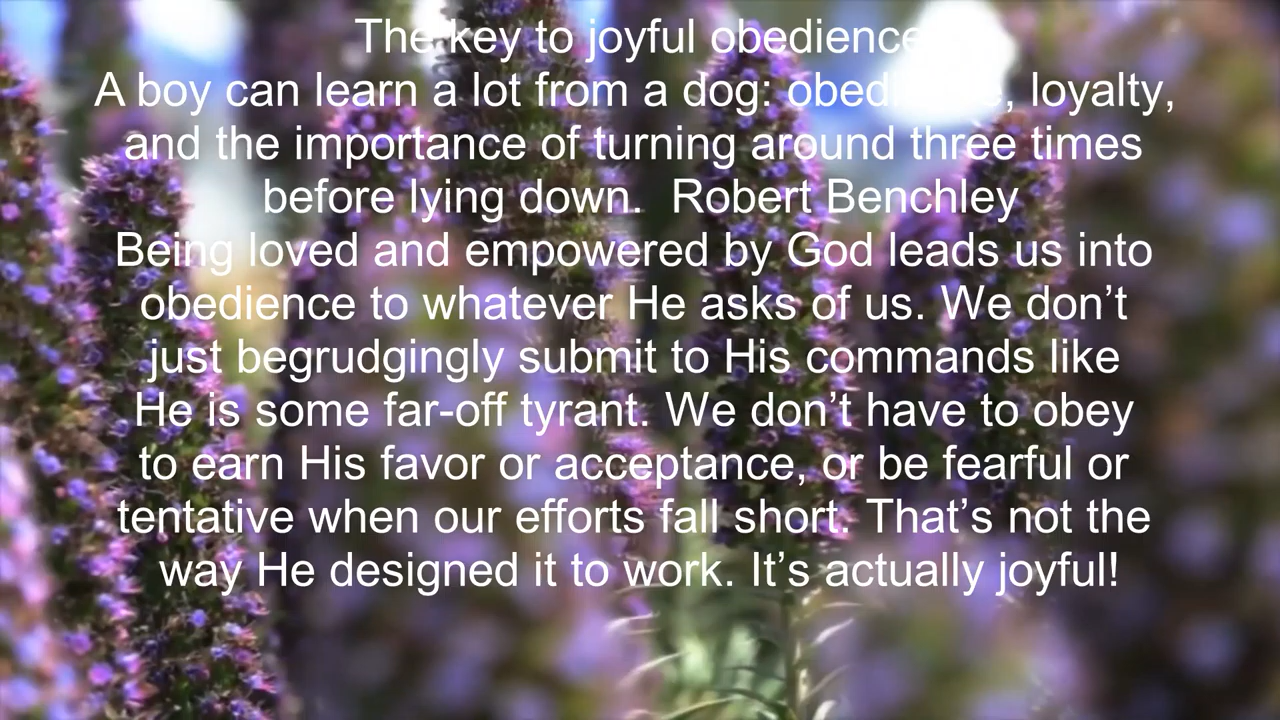 The key to joyful obedience
A boy can learn a lot from a dog: obedience, loyalty,
and the importance of turning around three times
before lying down.  Robert Benchley
Being loved and empowered by God leads us into
obedience to whatever He asks of us. We don’t
just begrudgingly submit to His commands like
He is some far-off tyrant. We don’t have to obey
to earn His favor or acceptance, or be fearful or
tentative when our efforts fall short. That’s not the
way He designed it to work. It’s actually joyful!